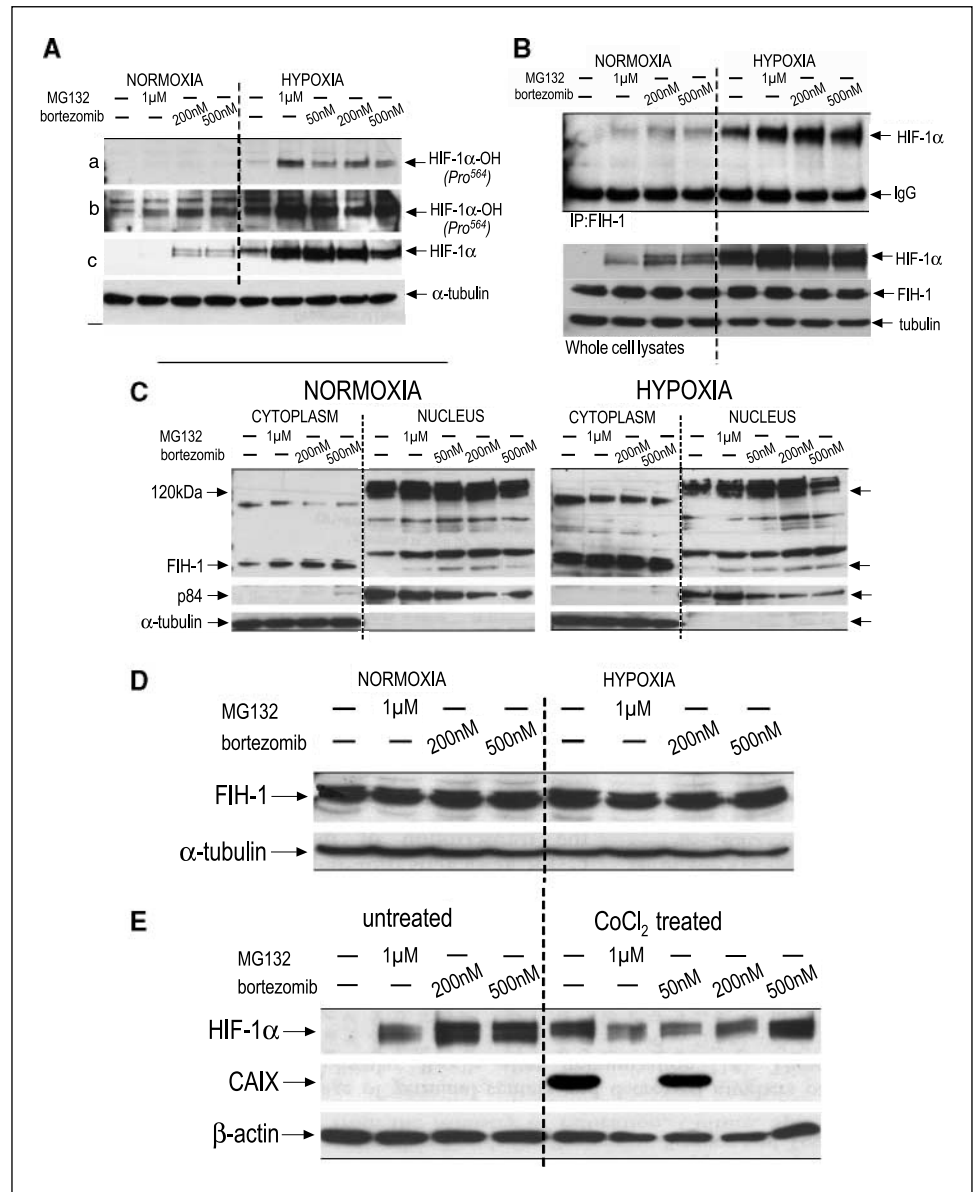 A
NORMOXIA HYPOXIA
MG132 — — — — — 1µM — — —
bortezomib — — 200nM 500nM — — 50nM 200nM 500nM
1µM
a
HIF-1α-OH
(Pro564)
b
HIF-1α-OH
(Pro564)
c
HIF-1α
α-tubulin
B
NORMOXIA HYPOXIA
MG132 — 1µM — — — 1µM — —
bortezomib — — 200nM 500nM — — 200nM 500nM
HIF-1α
IgG
IP:FIH-1
HIF-1α
FIH-1
tubulin
Whole cell lysates
C
NORMOXIA HYPOXIA
CYTOPLASM NUCLEUS CYTOPLASM NUCLEUS
MG132 — 1µM — — — 1µM — — — — 1µM — — — 1µM — — —
bortezomib — — 200nM 500nM — — 50nM 200nM 500nM — — 200nM 500nM — — 50nM 200nM 500nM
120kDa
FIH-1
p84
α-tubulin
D
NORMOXIA HYPOXIA
MG132 — 1µM — — — 1µM — —
bortezomib — — 200nM 500nM — — 200nM 500nM
FIH-1
α-tubulin
E
untreated CoCl2 treated
MG132 — 1µM — — — 1µM — — —
bortezomib — — 200nM 500nM — — 50nM 200nM 500nM
HIF-1α
CAIX
β-actin